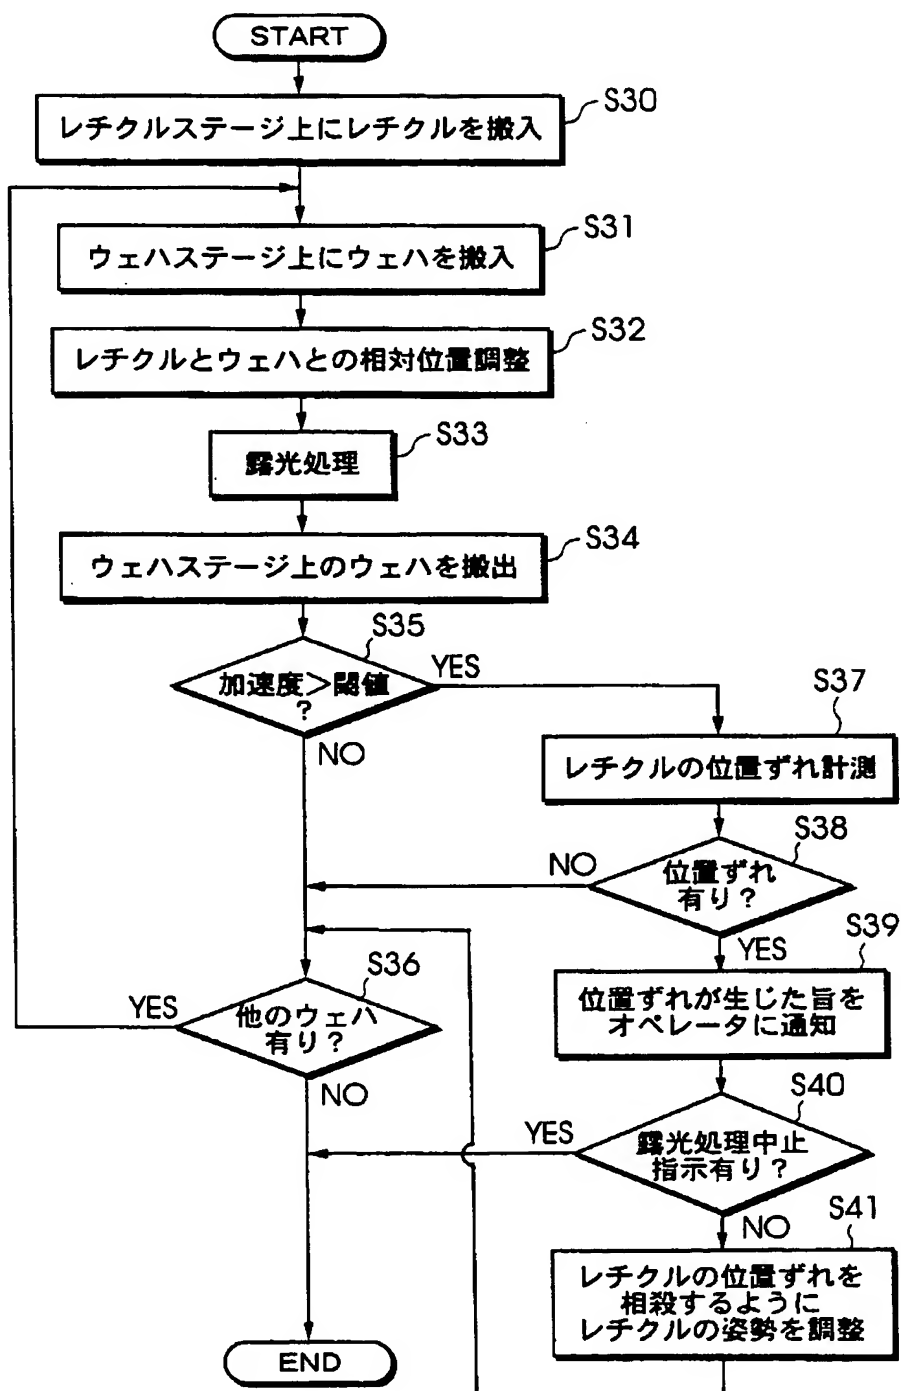 START
S30
レチクルステージ上にレチクルを搬入
S31
ウェハステージ上にウェハを搬入
S32
レチクルとウェハとの相対位置調整
S33
露光処理
S34
ウェハステージ上のウェハを搬出
S35
加速度＞閾値
？
YES
NO
S37
レチクルの位置ずれ計測
S38
位置ずれ
有り？
NO
YES
S39
位置ずれが生じた旨を
オペレータに通知
S36
他のウェハ
有り？
YES
NO
S40
露光処理中止
指示有り？
YES
NO
S41
レチクルの位置ずれを
相殺するように
レチクルの姿勢を調整
END